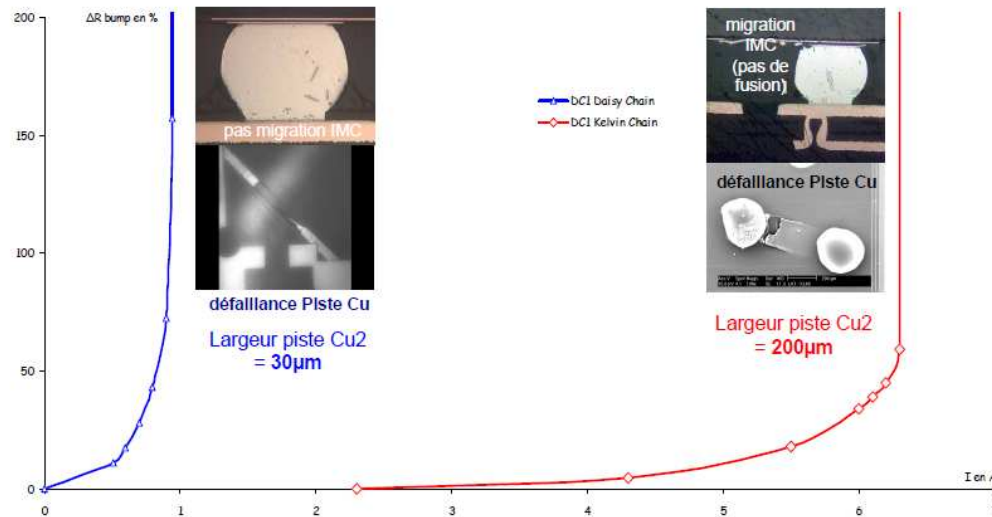 200
150
100
50
0
ΔR bump en %
pas migration IMC
défaillance Piste Cu
Largeur piste Cu2
= 30µm
DC1 Daisy Chain
DC1 Kelvin Chain
migration
IMC
(pas de
fusion)
défaillance Piste Cu
Largeur piste Cu2
= 200µm
0
1
2
3
4
5
6
I en